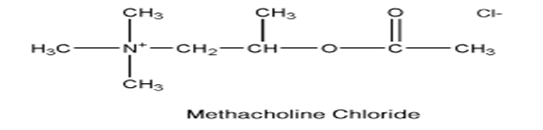 CH₃ CH₃ O Cl-
H₃C N⁺ CH₂ CH O C CH₃
CH₃
Methacholine Chloride